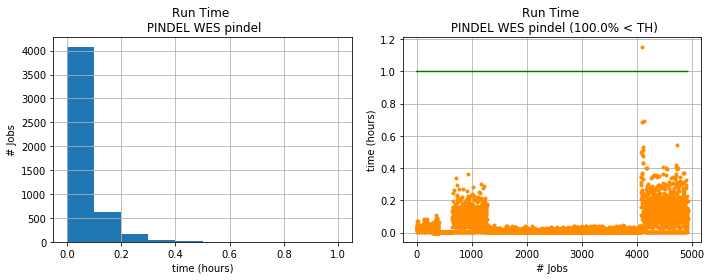 Run Time
PINDEL WES pindel
4000
3500
3000
2500
2000
1500
1000
500
0
# Jobs
0.0 0.2 0.4 0.6 0.8 1.0
time (hours)
Run Time
PINDEL WES pindel (100.0% < TH)
1.2
1.0
0.8
0.6
0.4
0.2
0.0
time (hours)
0 1000 2000 3000 4000 5000
# Jobs